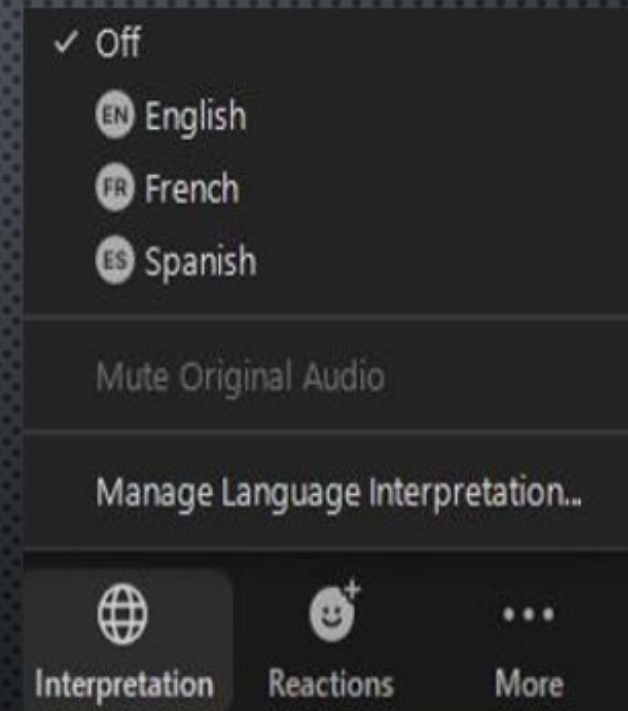 Off
EN English
FR French
ES Spanish
Mute Original Audio
Manage Language Interpretation...
Interpretation Reactions More